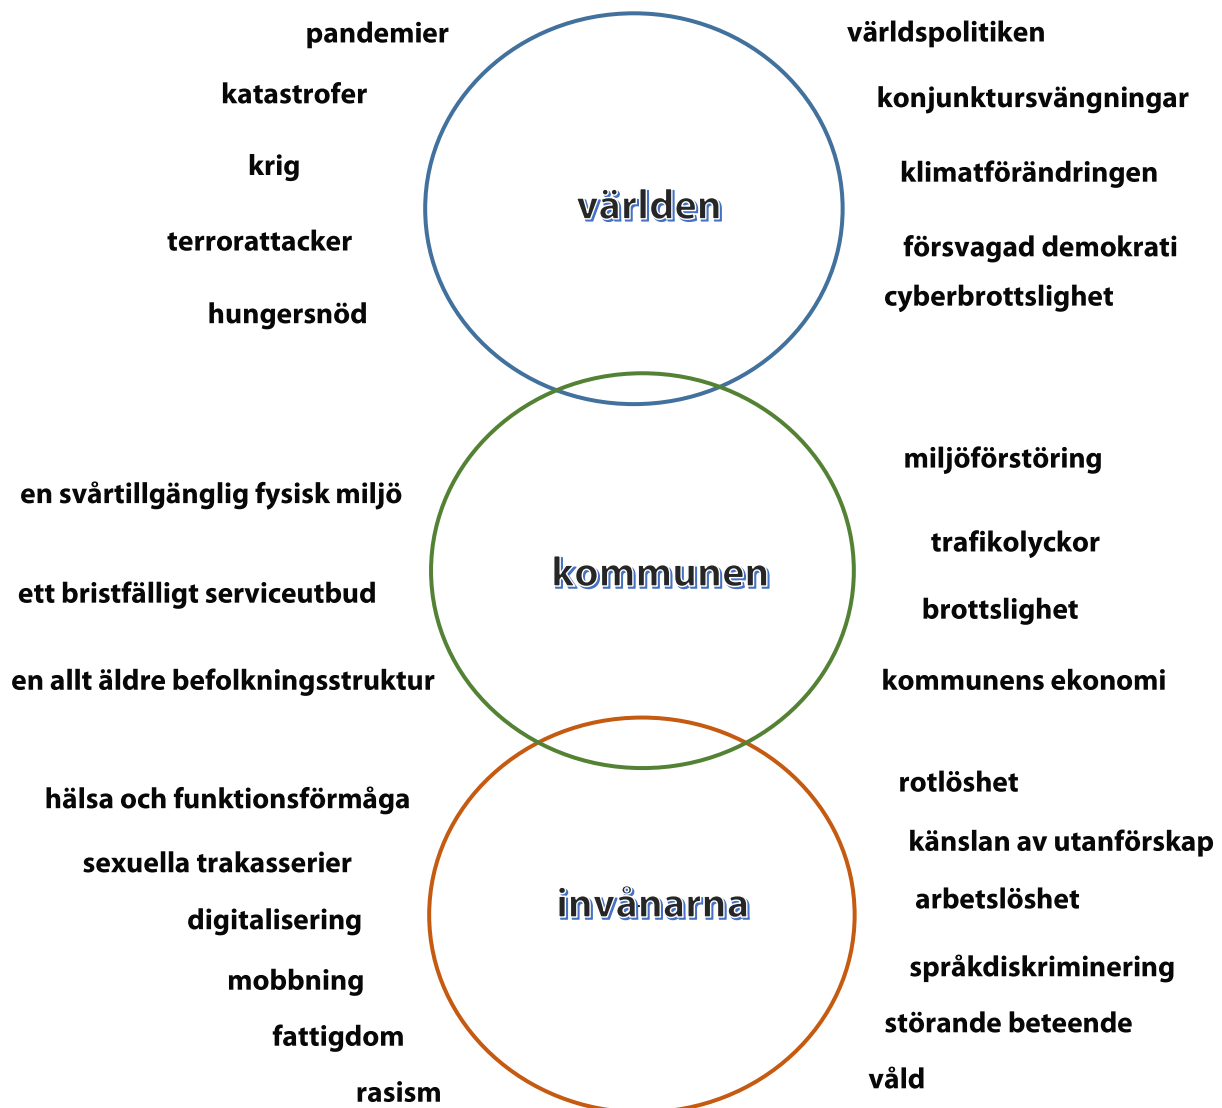 pandemier
världspolitiken
katastrofer
konjunktursvängningar
krig
klimatförändringen
världen
terrorattacker
försvagad demokrati
cyberbrottslighet
hungersnöd
miljöförstöring
en svårtillgänglig fysisk miljö
trafikolyckor
kommunen
ett bristfälligt serviceutbud
brottslighet
en allt äldre befolkningsstruktur
kommunens ekonomi
rotlöshet
hälsa och funktionsförmåga
känslan av utanförskap
sexuella trakasserier
arbetslöshet
invånarna
digitalisering
språkdiskriminering
mobbning
störande beteende
fattigdom
våld
rasism